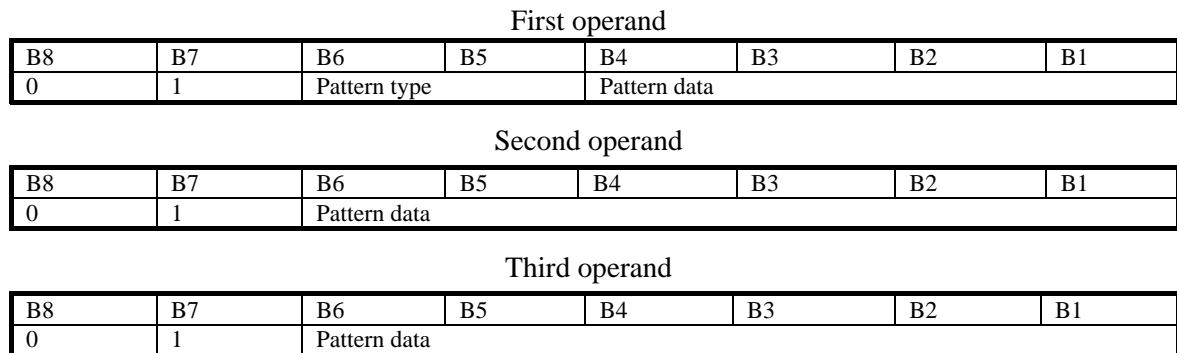 First operand
B8 B7 B6 B5 B4 B3 B2 B1
0 1 Pattern type Pattern data
Second operand
B8 B7 B6 B5 B4 B3 B2 B1
0 1 Pattern data
Third operand
B8 B7 B6 B5 B4 B3 B2 B1
0 1 Pattern data